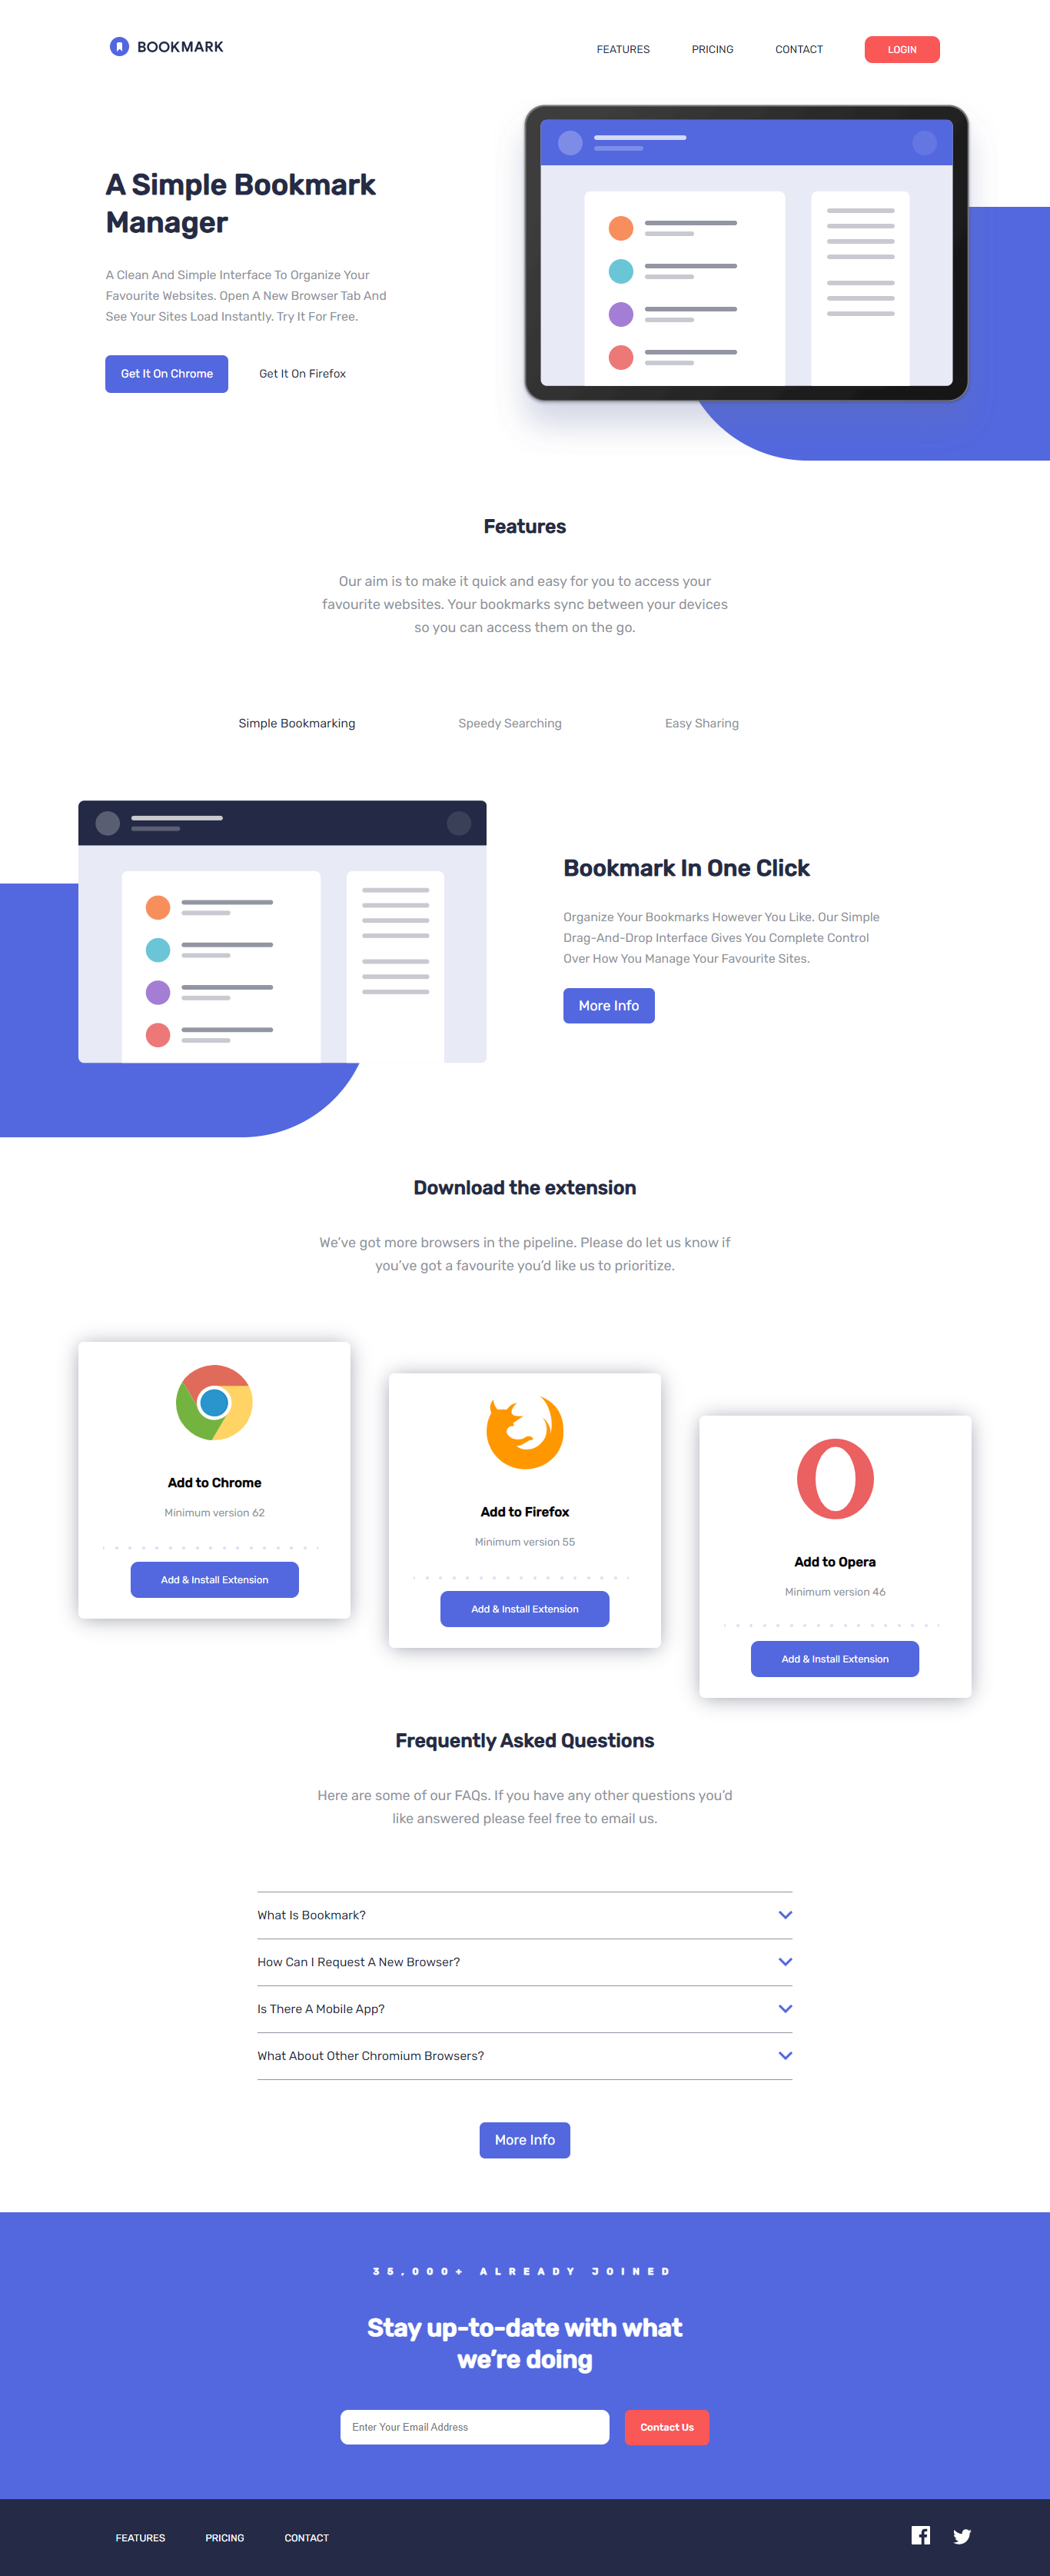 BOOKMARK
FEATURES PRICING CONTACT LOGIN
A Simple Bookmark
Manager
A Clean And Simple Interface To Organize Your
Favourite Websites. Open A New Browser Tab And
See Your Sites Load Instantly. Try It For Free.
Get It On Chrome Get It On Firefox
Features
Our aim is to make it quick and easy for you to access your
favourite websites. Your bookmarks sync between your devices
so you can access them on the go.
Simple Bookmarking Speedy Searching Easy Sharing
Bookmark In One Click
Organize Your Bookmarks However You Like. Our Simple
Drag-And-Drop Interface Gives You Complete Control
Over How You Manage Your Favourite Sites.
More Info
Download the extension
We’ve got more browsers in the pipeline. Please do let us know if
you’ve got a favourite you’d like us to prioritize.
Add to Chrome
Minimum version 62
Add & Install Extension
Add to Firefox
Minimum version 55
Add & Install Extension
Add to Opera
Minimum version 46
Add & Install Extension
Frequently Asked Questions
Here are some of our FAQs. If you have any other questions you’d
like answered please feel free to email us.
What Is Bookmark?
How Can I Request A New Browser?
Is There A Mobile App?
What About Other Chromium Browsers?
More Info
35,000+ ALREADY JOINED
Stay up-to-date with what
we’re doing
Enter Your Email Address Contact Us
FEATURES PRICING CONTACT